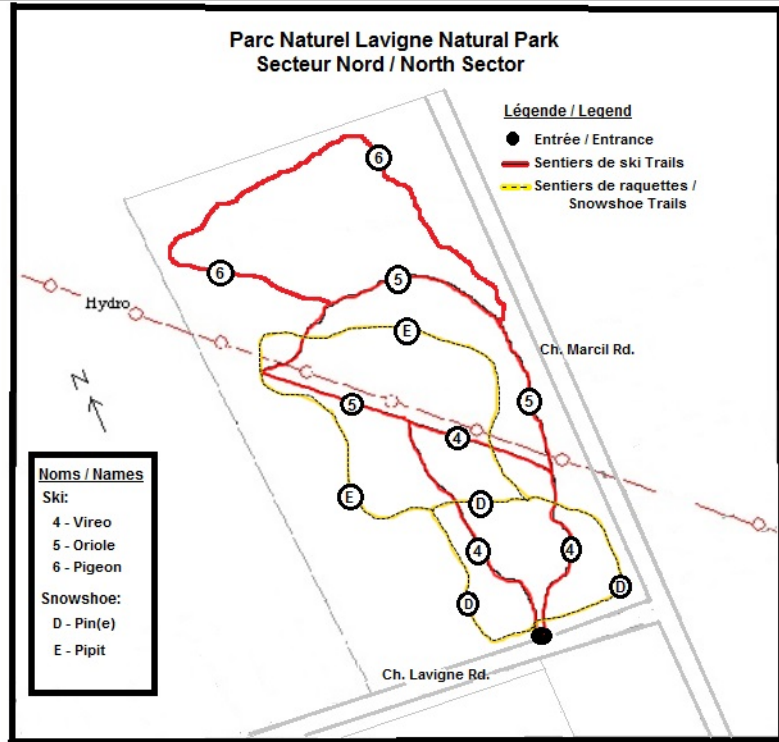 Parc Naturel Lavigne Natural Park
Secteur Nord / North Sector
Légende / Legend
Entrée / Entrance
Sentiers de ski Trails
Sentiers de raquettes /
Snowshoe Trails
6
6
5
Hydro
E
Ch. Marcil Rd.
5
5
4
N
E
D
4
4
D
D
Ch. Lavigne Rd.
Noms / Names
Ski:
4 - Vireo
5 - Oriole
6 - Pigeon
Snowshoe:
D - Pin(e)
E - Pipit